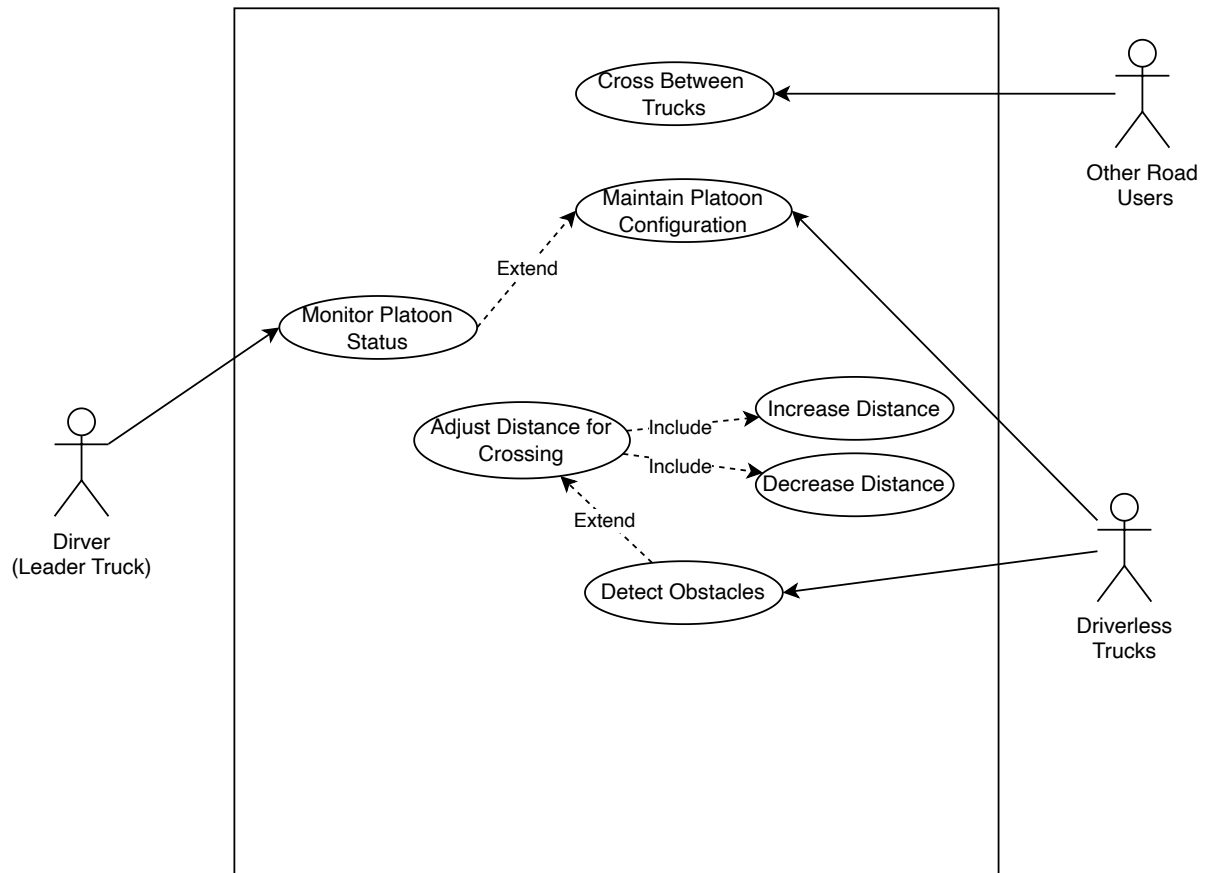 Cross Between
Trucks
Other Road
Users
Maintain Platoon
Configuration
Extend
Monitor Platoon
Status
Increase Distance
Adjust Distance for
Crossing
Include
Include
Decrease Distance
Extend
Dirver
(Leader Truck)
Detect Obstacles
Driverless
Trucks